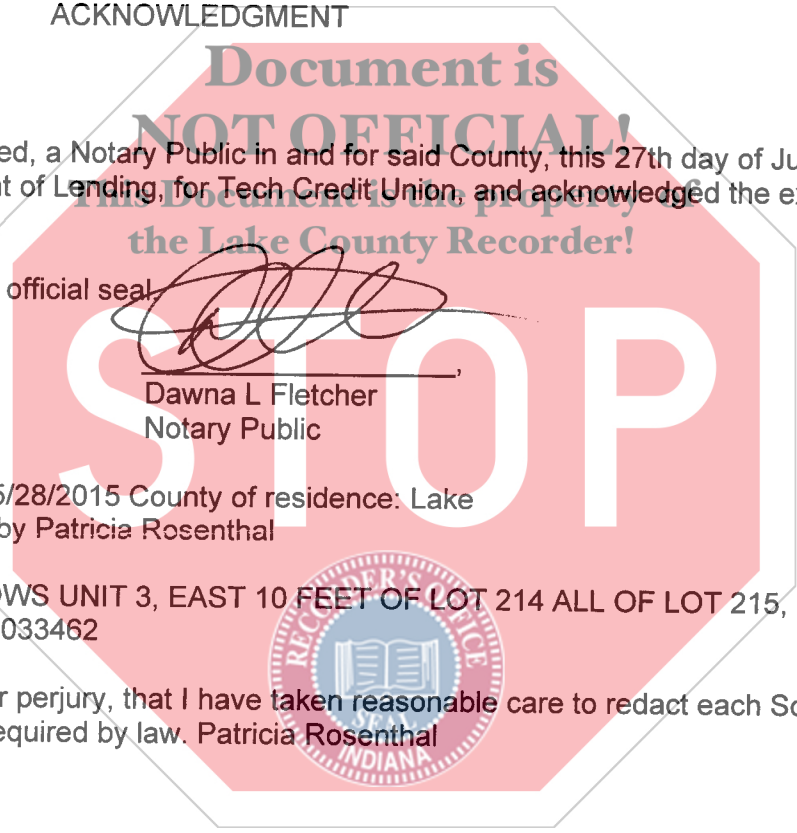 ACKNOWLEDGMENT
Document is
NOT OFFICIAL!
ed, a Notary Public in and for said County, this 27th day of Ju
t of Lending, for Tech Credit Union, and acknowledged the e
This Document is the property of
the Lake County Recorder!
official seal.
STOP
Dawna L Fletcher
Notary Public
5/28/2015 County of residence: Lake
by Patricia Rosenthal
WS UNIT 3, EAST 10 FEET OF LOT 214 ALL OF LOT 215,
033462
RECORDER'S OFFICE
SEAL
INDIANA
r perjury, that I have taken reasonable care to redact each So
equired by law. Patricia Rosenthal